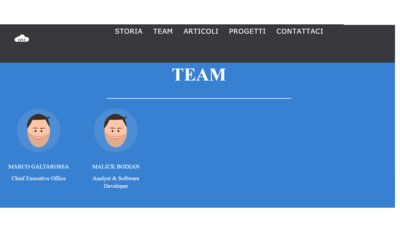 STORIA TEAM ARTICOLI PROGETTI CONTATTACI
TEAM
MARCO GALTAROSSA
Chief Executive Office
MALICK BODIAN
Analyst & Software
Developer